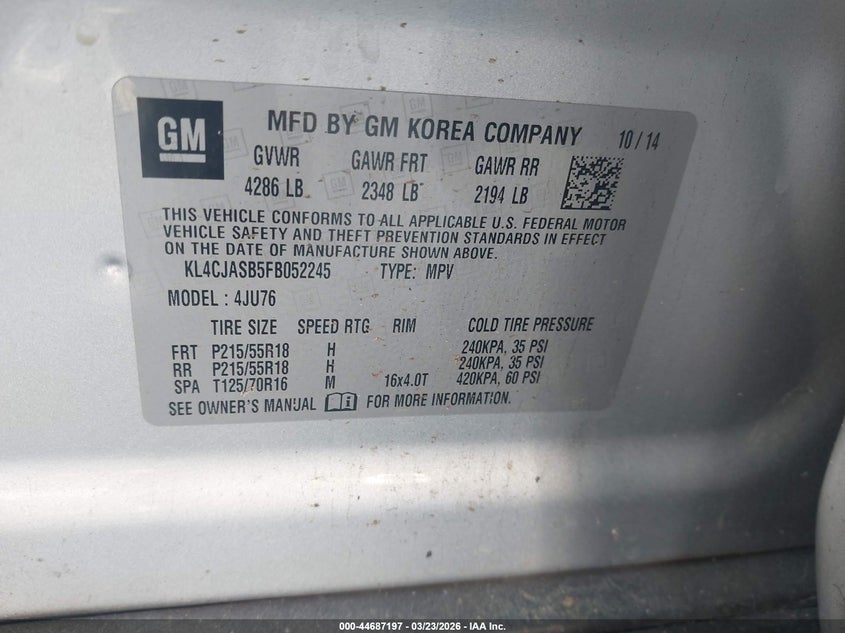 GM
MFD BY GM KOREA COMPANY 10 / 14
GVWR GAWR FRT GAWR RR
4286 LB 2348 LB 2194 LB
THIS VEHICLE CONFORMS TO ALL APPLICABLE U.S. FEDERAL MOTOR
VEHICLE SAFETY AND THEFT PREVENTION STANDARDS IN EFFECT
ON THE DATE OF MANUFACTURE SHOWN ABOVE.
KL4CJASB5FB052245 TYPE: MPV
MODEL : 4JU76
TIRE SIZE SPEED RTG RIM COLD TIRE PRESSURE
FRT P215/55R18 H 240KPA, 35 PSI
RR P215/55R18 H 240KPA, 35 PSI
SPA T125/70R16 M 16x4.0T 420KPA, 60 PSI
SEE OWNER'S MANUAL FOR MORE INFORMATION.
000-44687197 - 03/23/2026 - IAA Inc.